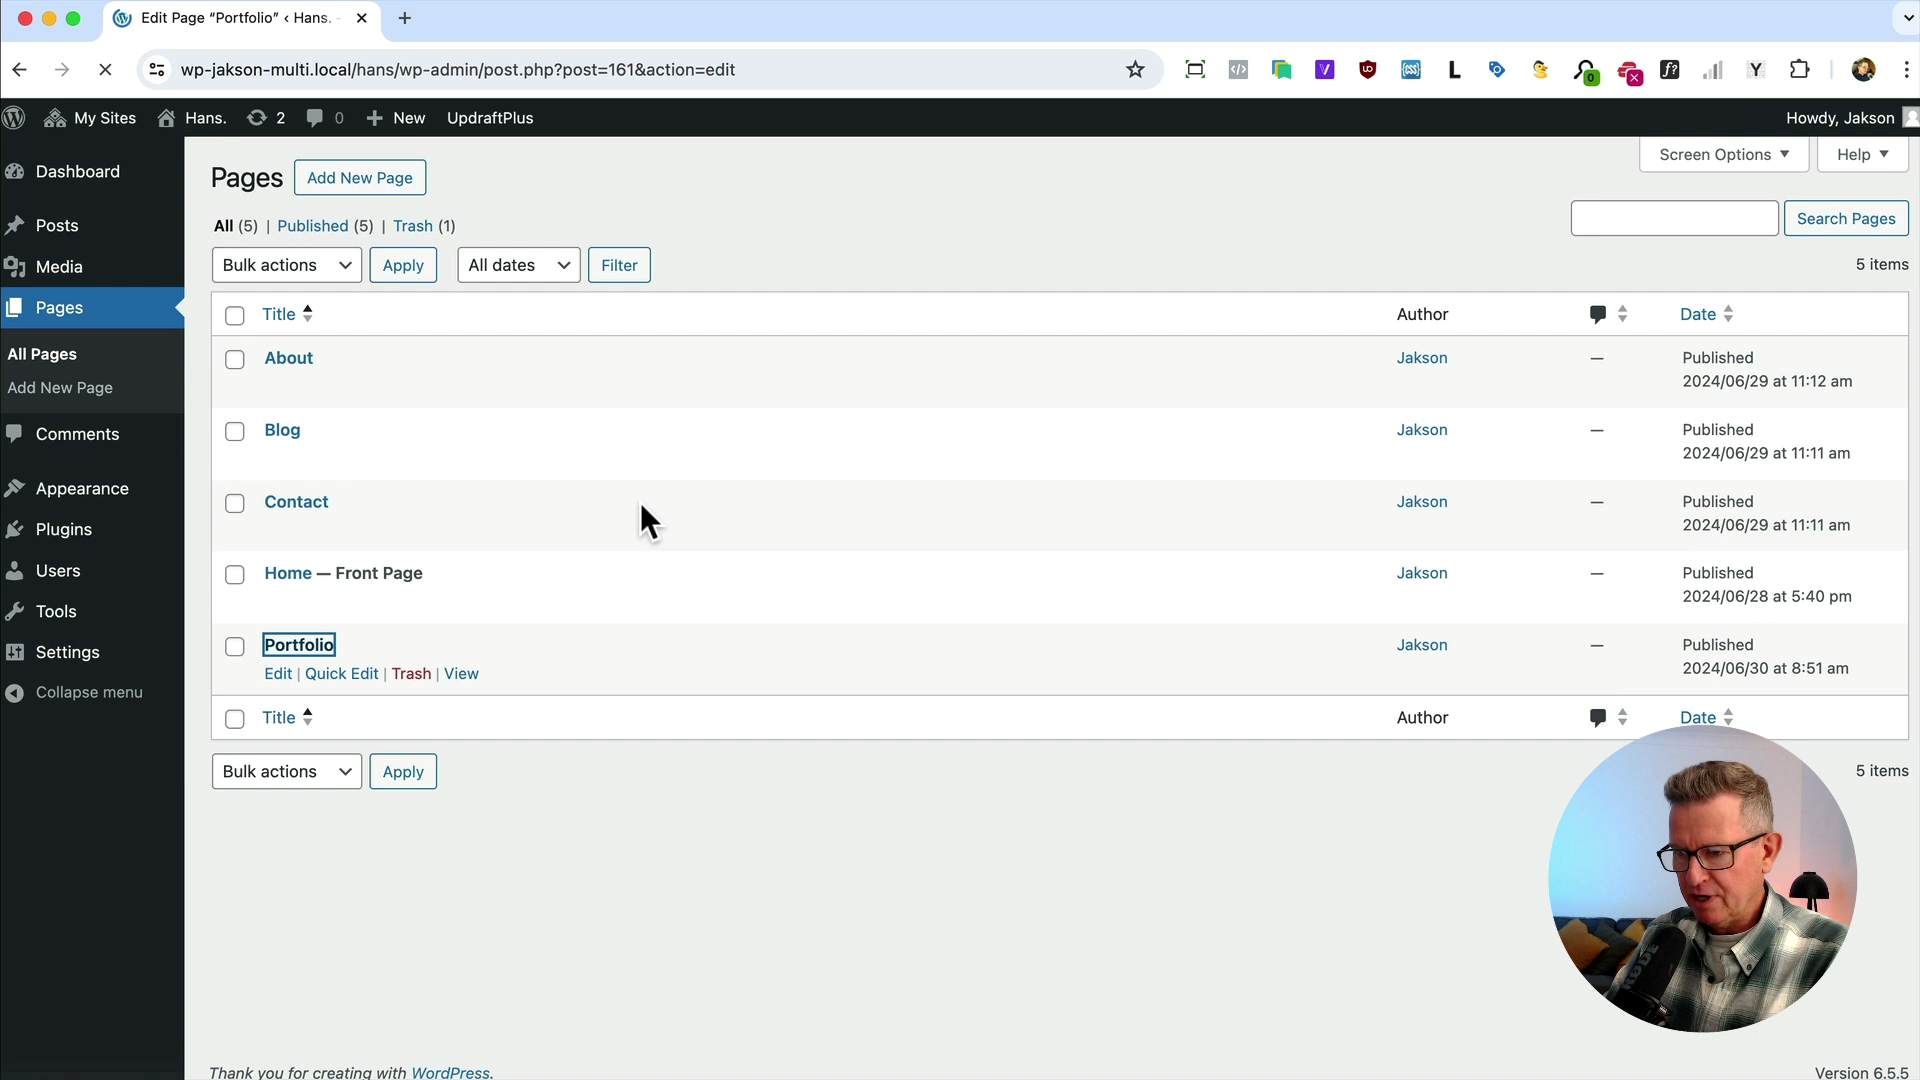 Edit Page “Portfolio” ‹ Hans. -
wp-jakson-multi.local/hans/wp-admin/post.php?post=161&action=edit
My Sites Hans. 2 0 New UpdraftPlus Howdy, Jakson
Dashboard
Posts
Media
Pages
All Pages
Add New Page
Comments
Appearance
Plugins
Users
Tools
Settings
Collapse menu
Screen Options Help
Pages Add New Page
All (5) | Published (5) | Trash (1)
Search Pages
Bulk actions Apply All dates Filter 5 items
Title Author Date
About Jakson — Published
2024/06/29 at 11:12 am
Blog Jakson — Published
2024/06/29 at 11:11 am
Contact Jakson — Published
2024/06/29 at 11:11 am
Home — Front Page Jakson — Published
2024/06/28 at 5:40 pm
Portfolio Jakson — Published
Edit | Quick Edit | Trash | View 2024/06/30 at 8:51 am
Title Author Date
Bulk actions Apply 5 items
Thank you for creating with WordPress. Version 6.5.5